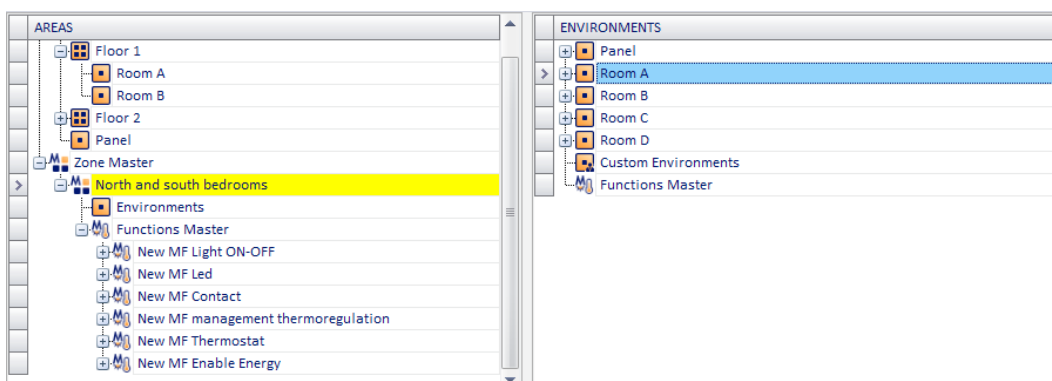 AREAS
Floor 1
Room A
Room B
Floor 2
Panel
Zone Master
North and south bedrooms
Environments
Functions Master
New MF Light ON-OFF
New MF Led
New MF Contact
New MF management thermoregulation
New MF Thermostat
New MF Enable Energy
ENVIRONMENTS
Panel
Room A
Room B
Room C
Room D
Custom Environments
Functions Master